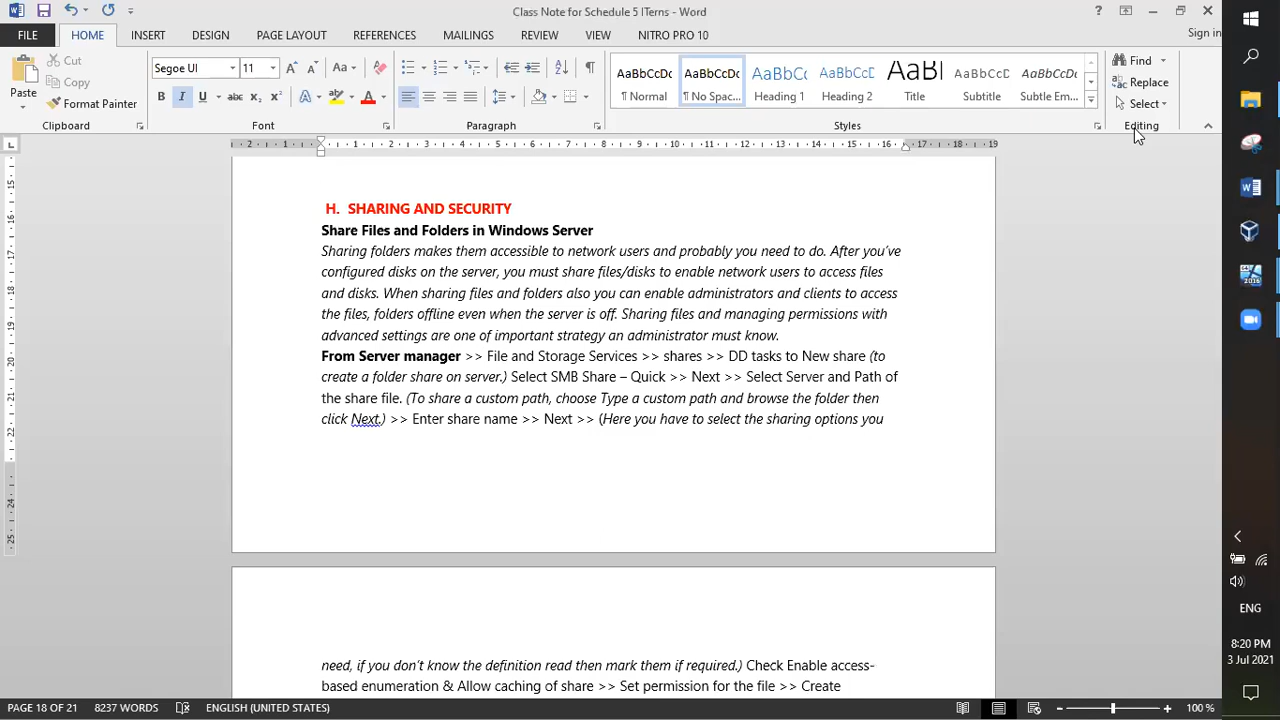 Class Note for Schedule 5 ITerns - Word
FILE
HOME
INSERT
DESIGN
PAGE LAYOUT
REFERENCES
MAILINGS
REVIEW
VIEW
NITRO PRO 10
Sign in
Paste
Cut
Copy
Format Painter
Clipboard
Segoe UI
11
Font
Paragraph
AaBbCcDc
¶ Normal
AaBbCcDc
¶ No Spac...
AaBbCc
Heading 1
AaBbCcD
Heading 2
AaBl
Title
AaBbCcD
Subtitle
AaBbCcDc
Subtle Em...
Styles
Find
Replace
Select
Editing
H. SHARING AND SECURITY
Share Files and Folders in Windows Server
Sharing folders makes them accessible to network users and probably you need to do. After you've
configured disks on the server, you must share files/disks to enable network users to access files
and disks. When sharing files and folders also you can enable administrators and clients to access
the files, folders offline even when the server is off. Sharing files and managing permissions with
advanced settings are one of important strategy an administrator must know.
From Server manager >> File and Storage Services >> shares >> DD tasks to New share (to
create a folder share on server.) Select SMB Share – Quick >> Next >> Select Server and Path of
the share file. (To share a custom path, choose Type a custom path and browse the folder then
click Next.) >> Enter share name >> Next >> (Here you have to select the sharing options you
need, if you don't know the definition read then mark them if required.) Check Enable access-
based enumeration & Allow caching of share >> Set permission for the file >> Create
PAGE 18 OF 21
8237 WORDS
ENGLISH (UNITED STATES)
100 %
ENG
8:20 PM
3 Jul 2021